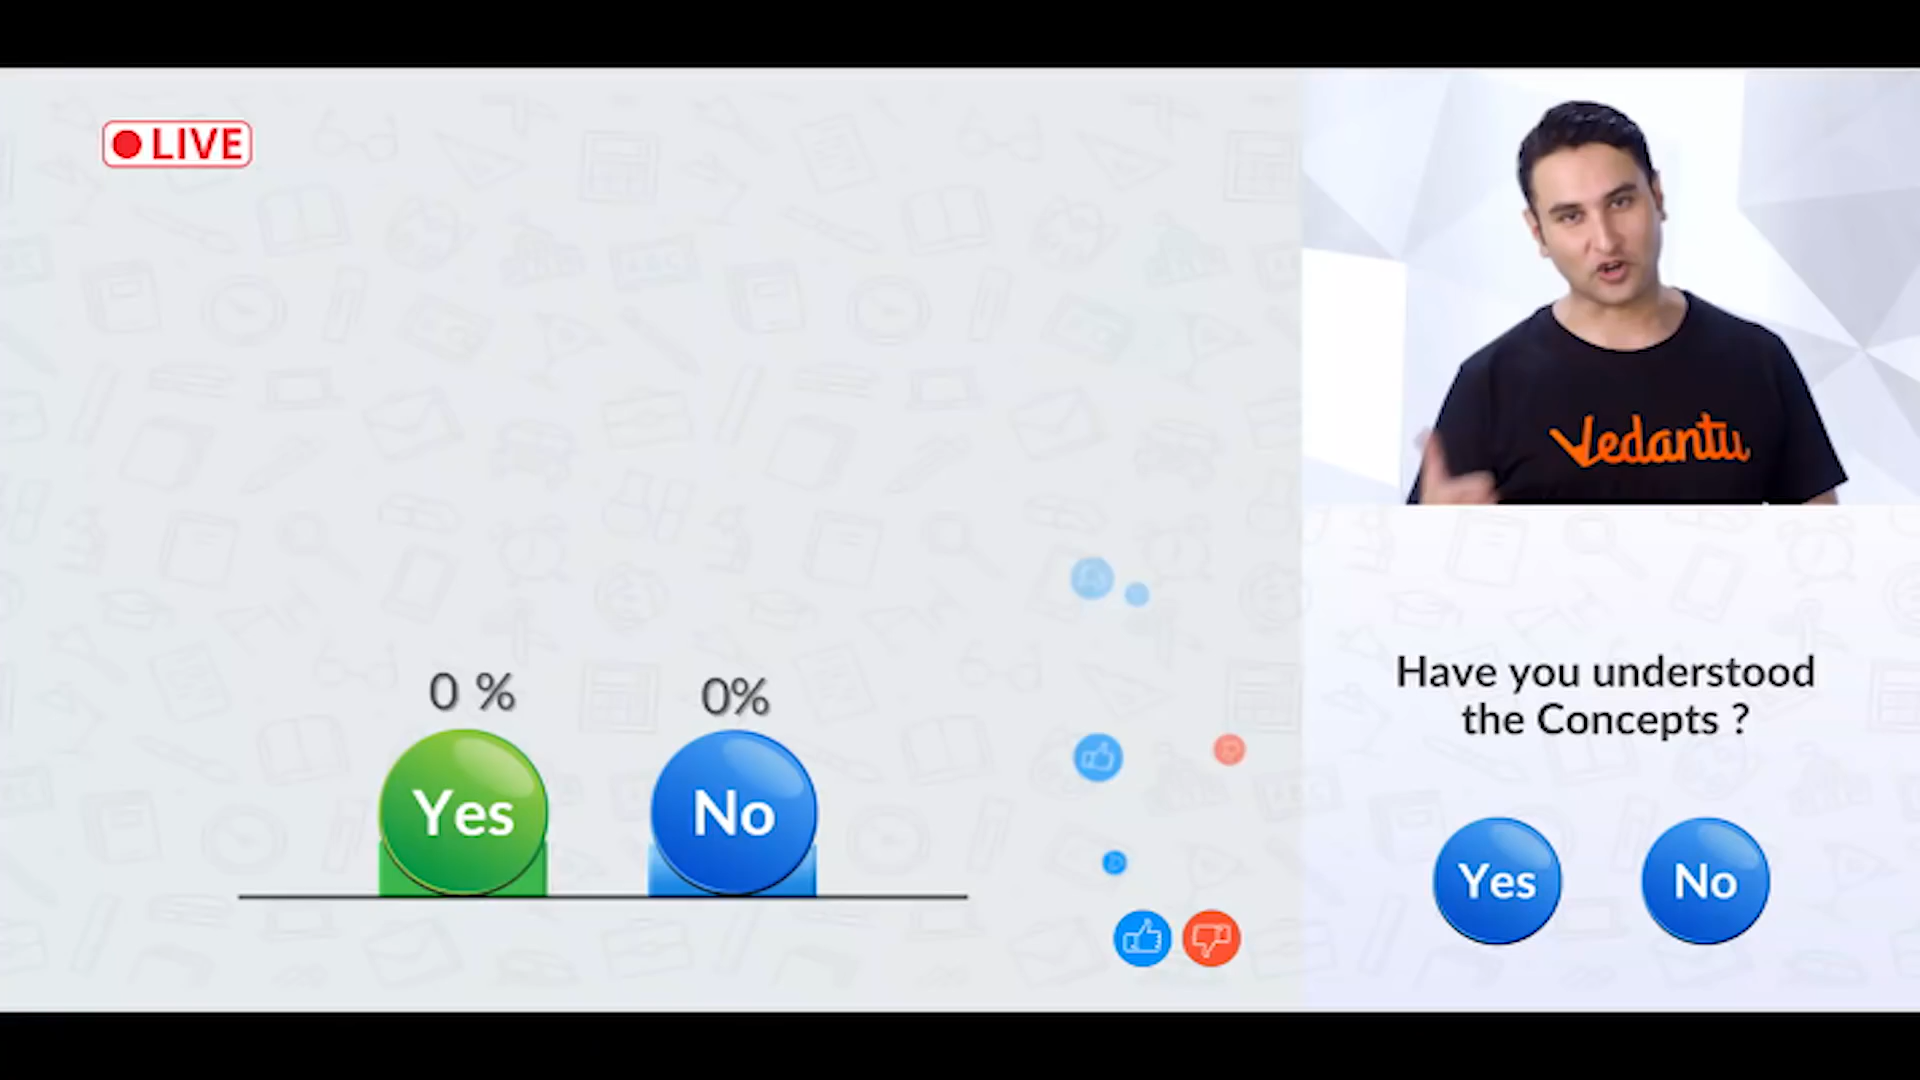 LIVE
Vedantu
0 %
0%
Yes
No
Have you understood
the Concepts ?
Yes
No